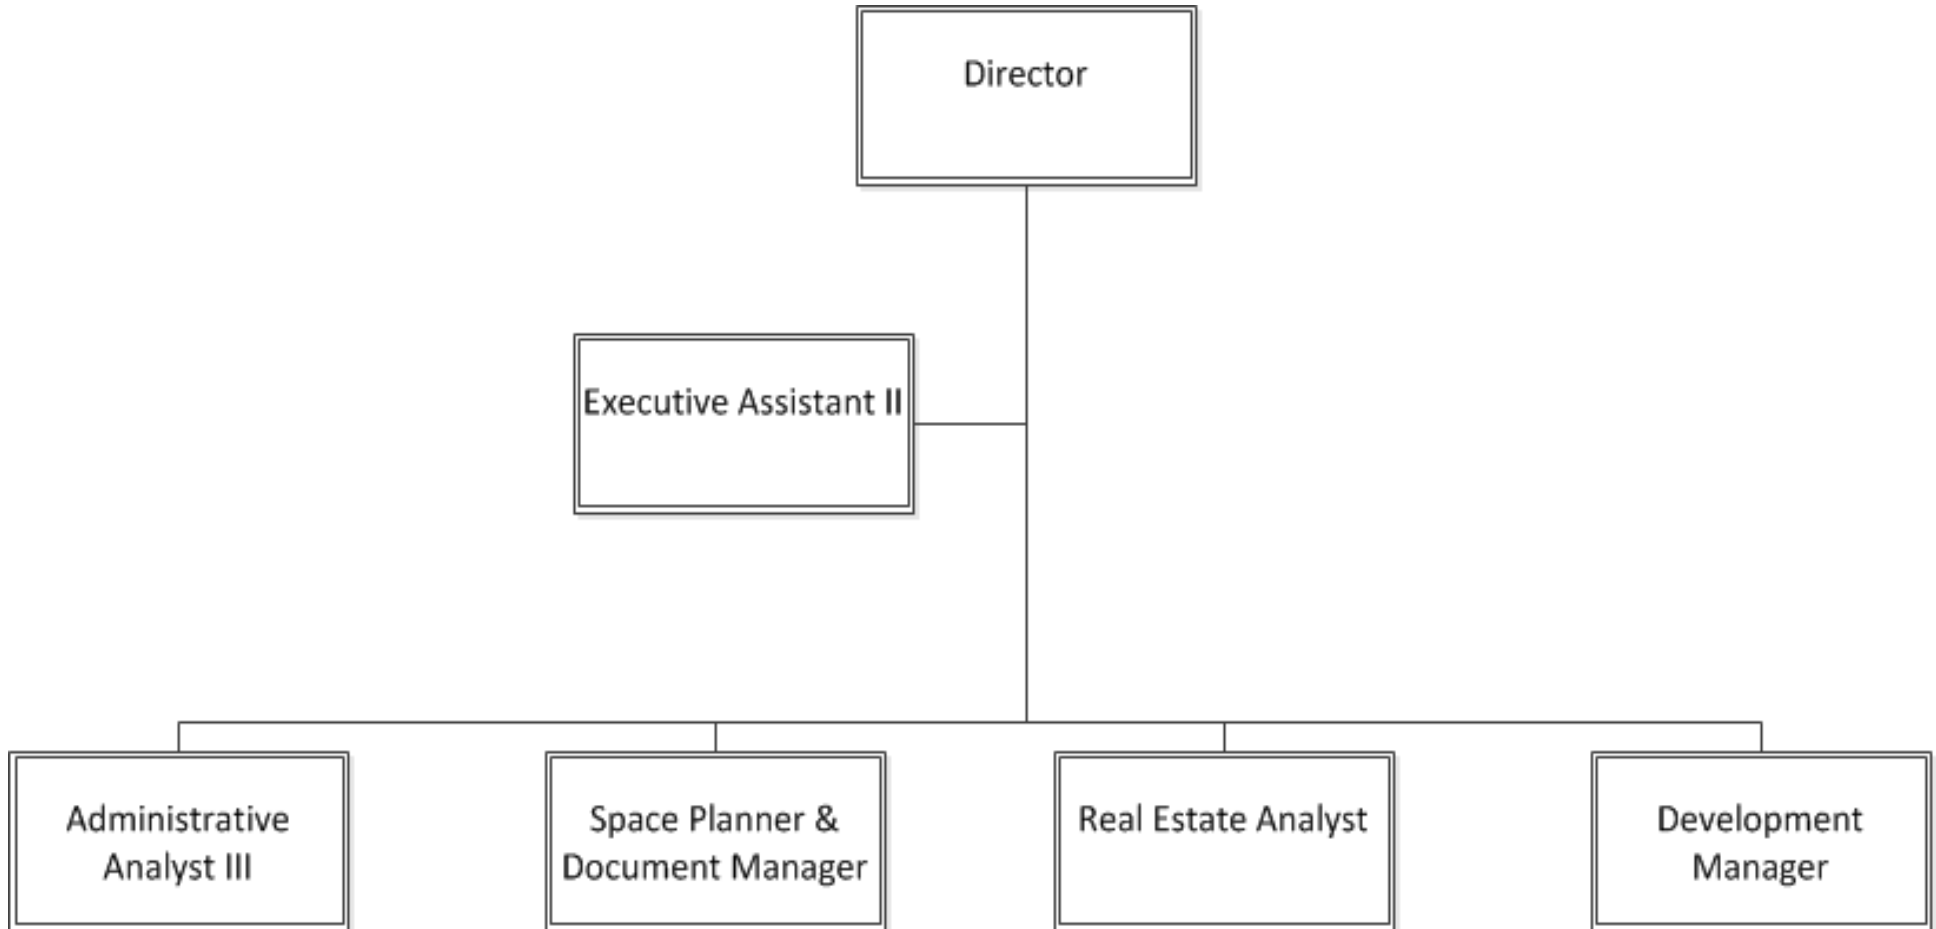 Director
Executive Assistant II
Administrative
Analyst III
Space Planner &
Document Manager
Real Estate Analyst
Development
Manager